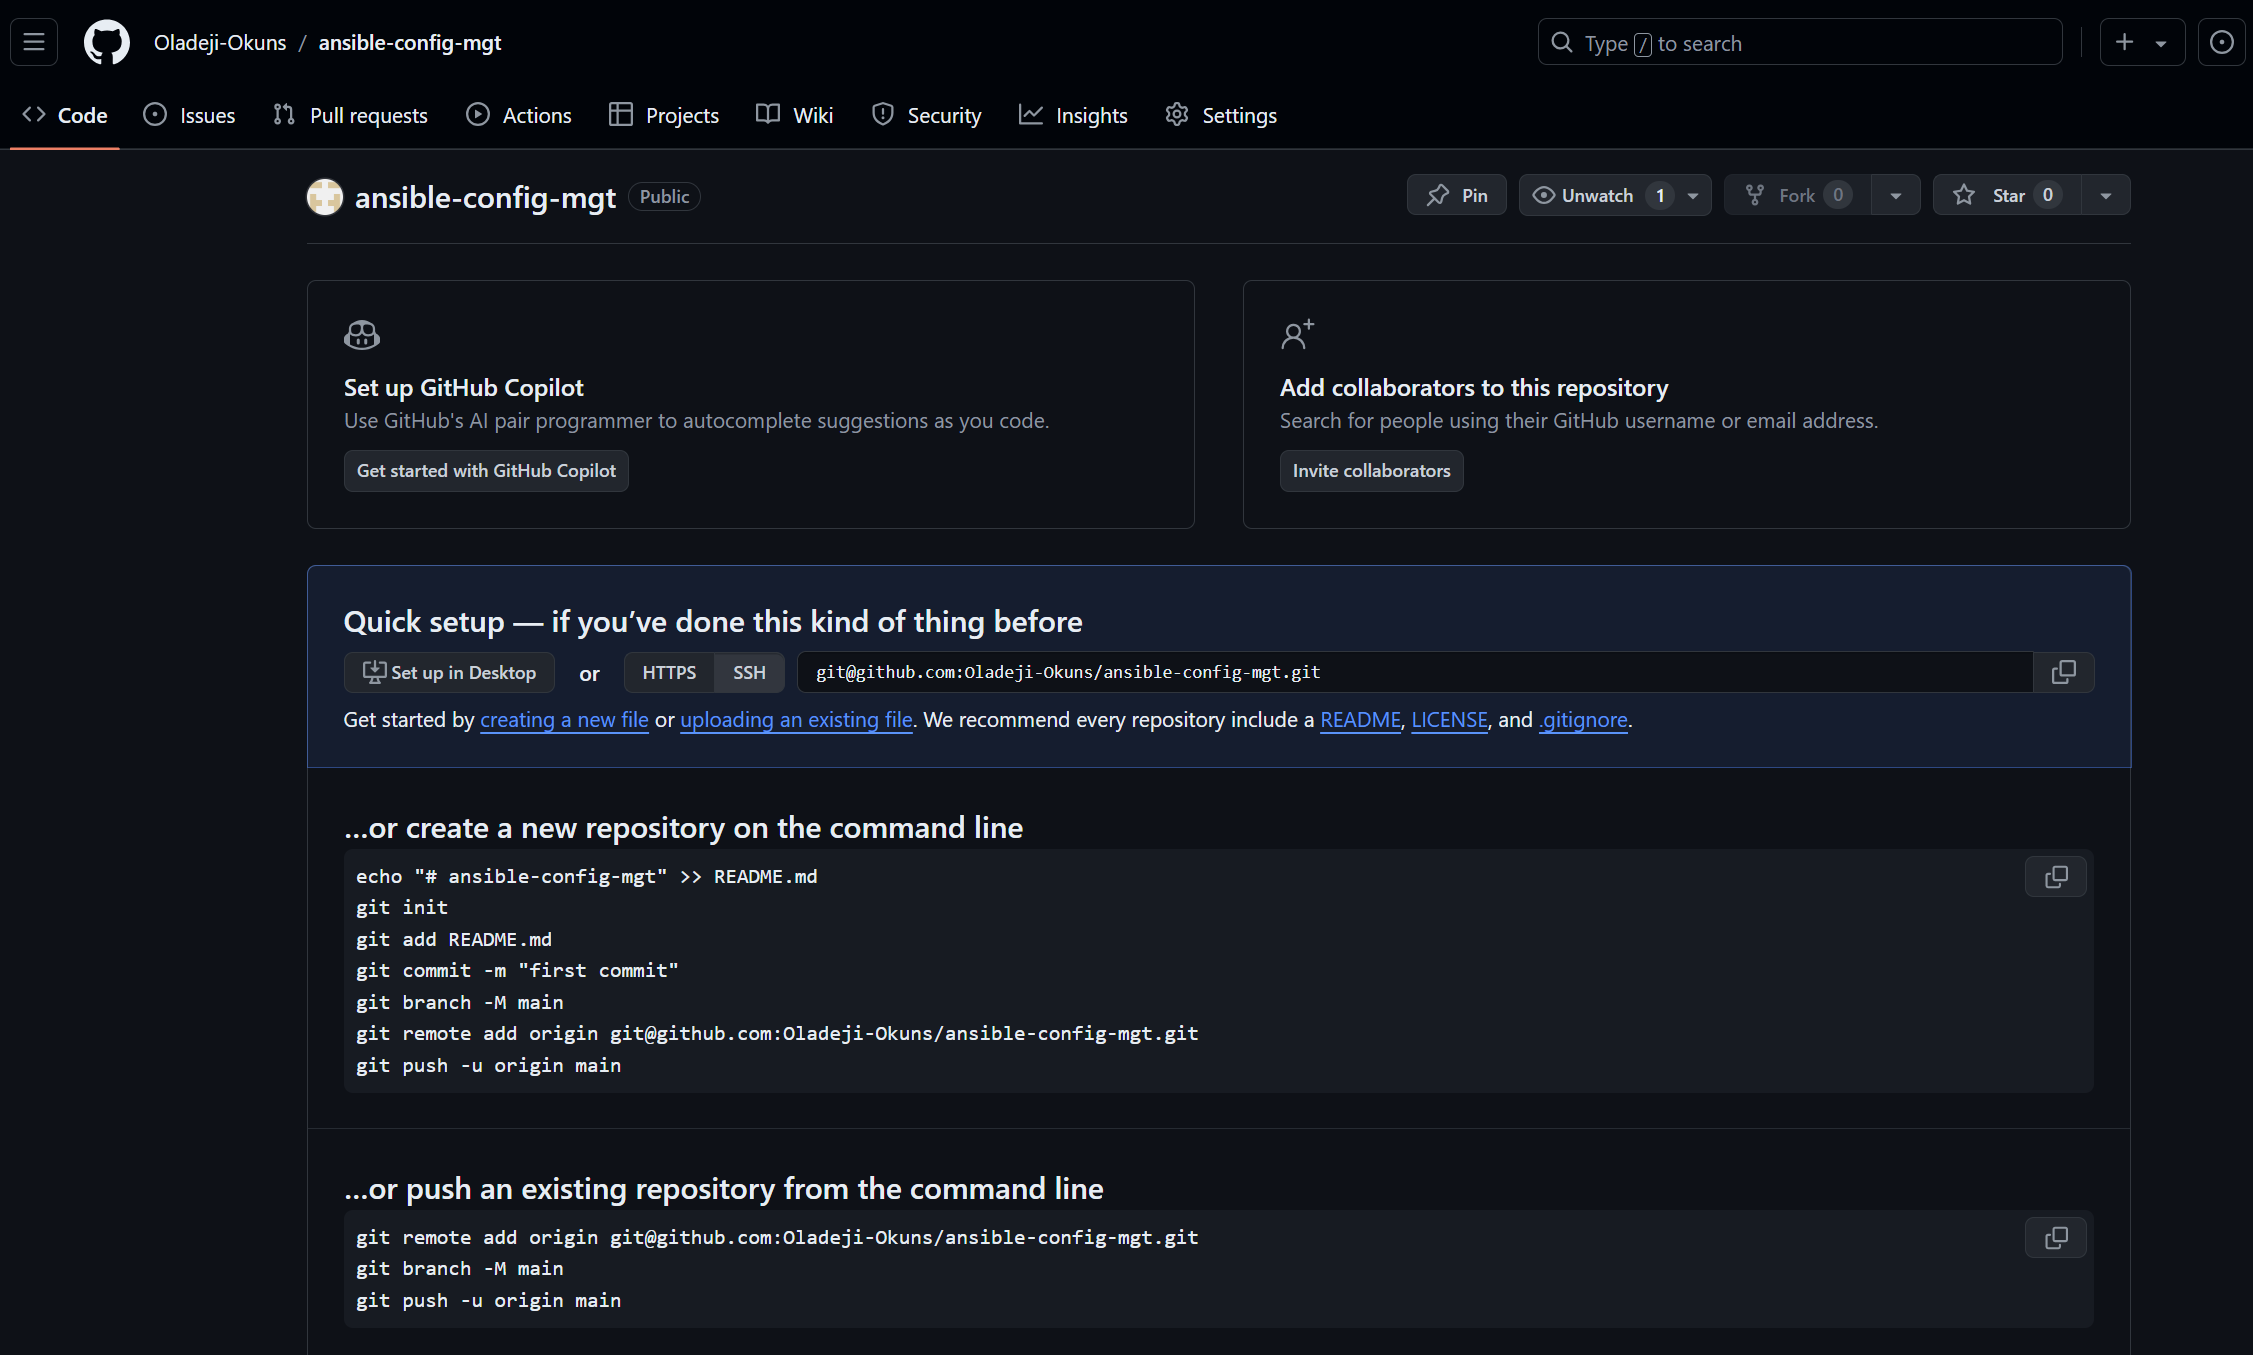 Oladeji-Okuns / ansible-config-mgt
Type / to search
Code Issues Pull requests Actions Projects Wiki Security Insights Settings
ansible-config-mgt Public
Pin Unwatch 1 Fork 0 Star 0
Set up GitHub Copilot
Use GitHub's AI pair programmer to autocomplete suggestions as you code.
Get started with GitHub Copilot
Add collaborators to this repository
Search for people using their GitHub username or email address.
Invite collaborators
Quick setup — if you’ve done this kind of thing before
Set up in Desktop or HTTPS SSH git@github.com:Oladeji-Okuns/ansible-config-mgt.git
Get started by creating a new file or uploading an existing file. We recommend every repository include a README, LICENSE, and .gitignore.
…or create a new repository on the command line
echo "# ansible-config-mgt" >> README.md
git init
git add README.md
git commit -m "first commit"
git branch -M main
git remote add origin git@github.com:Oladeji-Okuns/ansible-config-mgt.git
git push -u origin main
…or push an existing repository from the command line
git remote add origin git@github.com:Oladeji-Okuns/ansible-config-mgt.git
git branch -M main
git push -u origin main